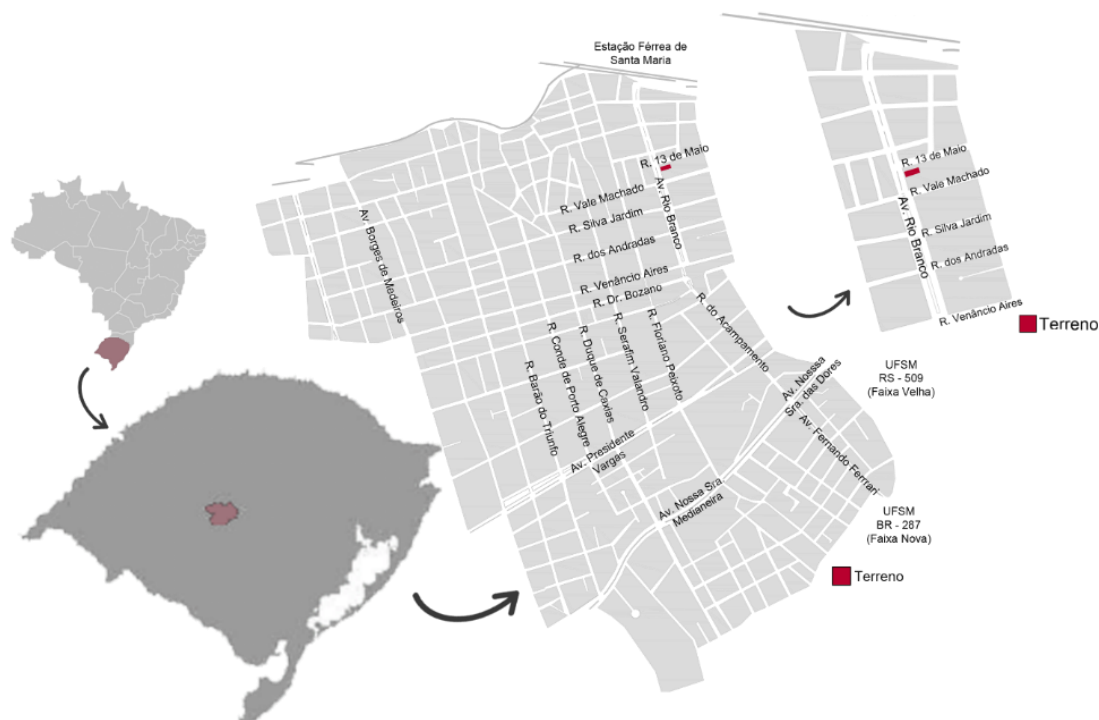 Estação Férrea de
Santa Maria
R. 13 de Maio
R. Vale Machado
R. Silva Jardim
R. dos Andradas
Av. Rio Branco
Av. Borges de Medeiros
R. Venâncio Aires
R. Dr. Bozano
R. do Acampamento
R. Floriano Peixoto
R. Serafim Valandro
R. Duque de Caxias
R. Conde de Porto Alegre
R. Barão do Triunfo
Av. Presidente
Vargas
Av. Nosssa
Sra. das Dores
Av. Fernando Ferrrari
Av. Nossa Sra
Medianeira
UFSM
RS - 509
(Faixa Velha)
UFSM
BR - 287
(Faixa Nova)
Terreno
R. 13 de Maio
R. Vale Machado
Av. Rio Branco
R. Silva Jardim
R. dos Andradas
R. Venâncio Aires
Terreno